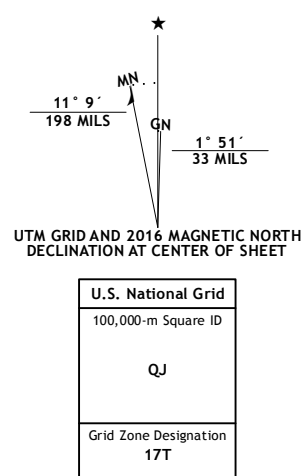 MN
GN
11° 9´
198 MILS
1° 51´
33 MILS
UTM GRID AND 2016 MAGNETIC NORTH
DECLINATION AT CENTER OF SHEET
U.S. National Grid
100,000-m Square ID
QJ
Grid Zone Designation
17T